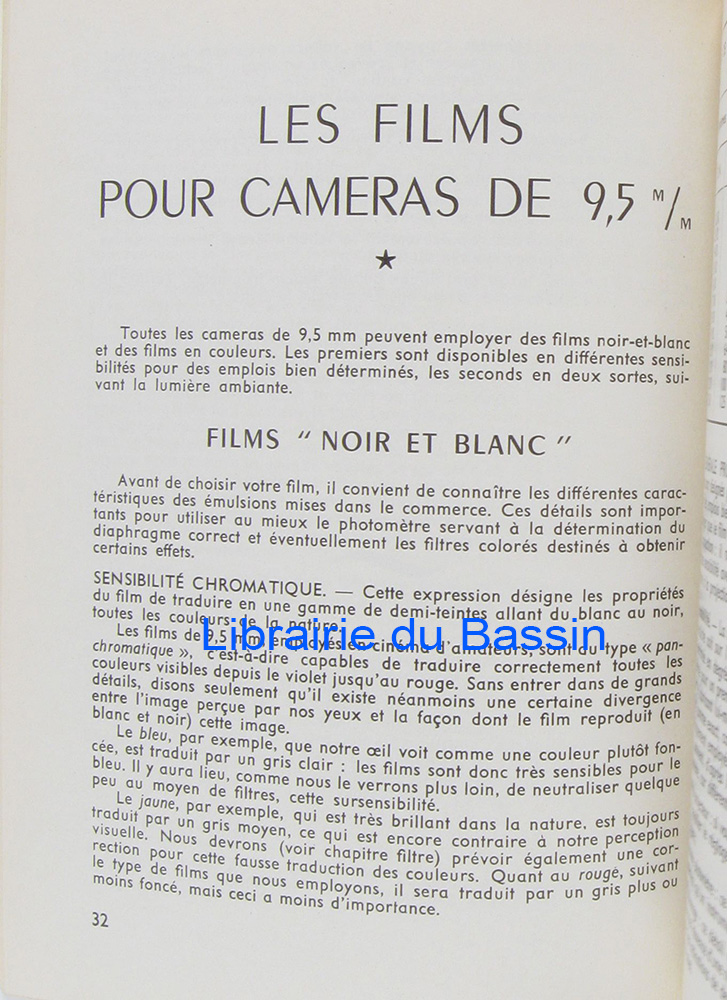 LES FILMS
POUR CAMERAS DE 9,5 M/M
★
Toutes les cameras de 9,5 mm peuvent employer des films noir-et-blanc
et des films en couleurs. Les premiers sont disponibles en différentes sensi-
bilités pour des emplois bien déterminés, les seconds en deux sortes, sui-
vant la lumière ambiante.
FILMS " NOIR ET BLANC "
Avant de choisir votre film, il convient de connaître les différentes carac-
téristiques des émulsions mises dans le commerce. Ces détails sont impor-
tants pour utiliser au mieux le photomètre servant à la détermination du
diaphragme correct et éventuellement les filtres colorés destinés à obtenir
certains effets.
SENSIBILITÉ CHROMATIQUE. — Cette expression désigne les propriétés
du film de traduire en une gamme de demi-teintes allant du blanc au noir,
toutes les couleurs de la nature.
Les films de 9,5 mm employés en cinéma d'amateurs, sont du type « pan-
chromatique », c'est-à-dire capables de traduire correctement toutes les
couleurs visibles depuis le violet jusqu'au rouge. Sans entrer dans de grands
détails, disons seulement qu'il existe néanmoins une certaine divergence
entre l'image perçue par nos yeux et la façon dont le film reproduit (en
blanc et noir) cette image.
Le bleu, par exemple, que notre œil voit comme une couleur plutôt fon-
cée, est traduit par un gris clair : les films sont donc très sensibles pour le
bleu. Il y aura lieu, comme nous le verrons plus loin, de neutraliser quelque
peu au moyen de filtres, cette sursensibilité.
Le jaune, par exemple, qui est très brillant dans la nature, est toujours
traduit par un gris moyen, ce qui est encore contraire à notre perception
visuelle. Nous devrons (voir chapitre filtre) prévoir également une cor-
rection pour cette fausse traduction des couleurs. Quant au rouge, suivant
le type de films que nous employons, il sera traduit par un gris plus ou
moins foncé, mais ceci a moins d'importance.
32
Librairie du Bassin